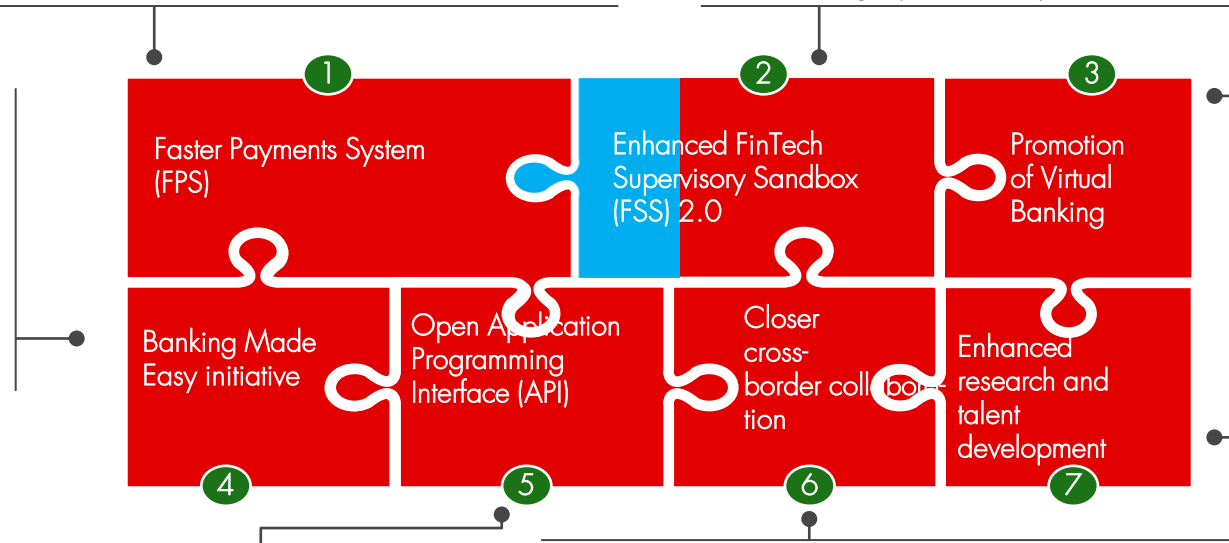 1
Faster Payments System
(FPS)
2
Enhanced FinTech
Supervisory Sandbox
(FSS) 2.0
3
Promotion
of Virtual
Banking
Banking Made
Easy initiative
4
Open Application
Programming
Interface (API)
5
Closer
cross-
border collabora-
tion
6
Enhanced
research and
talent
development
7